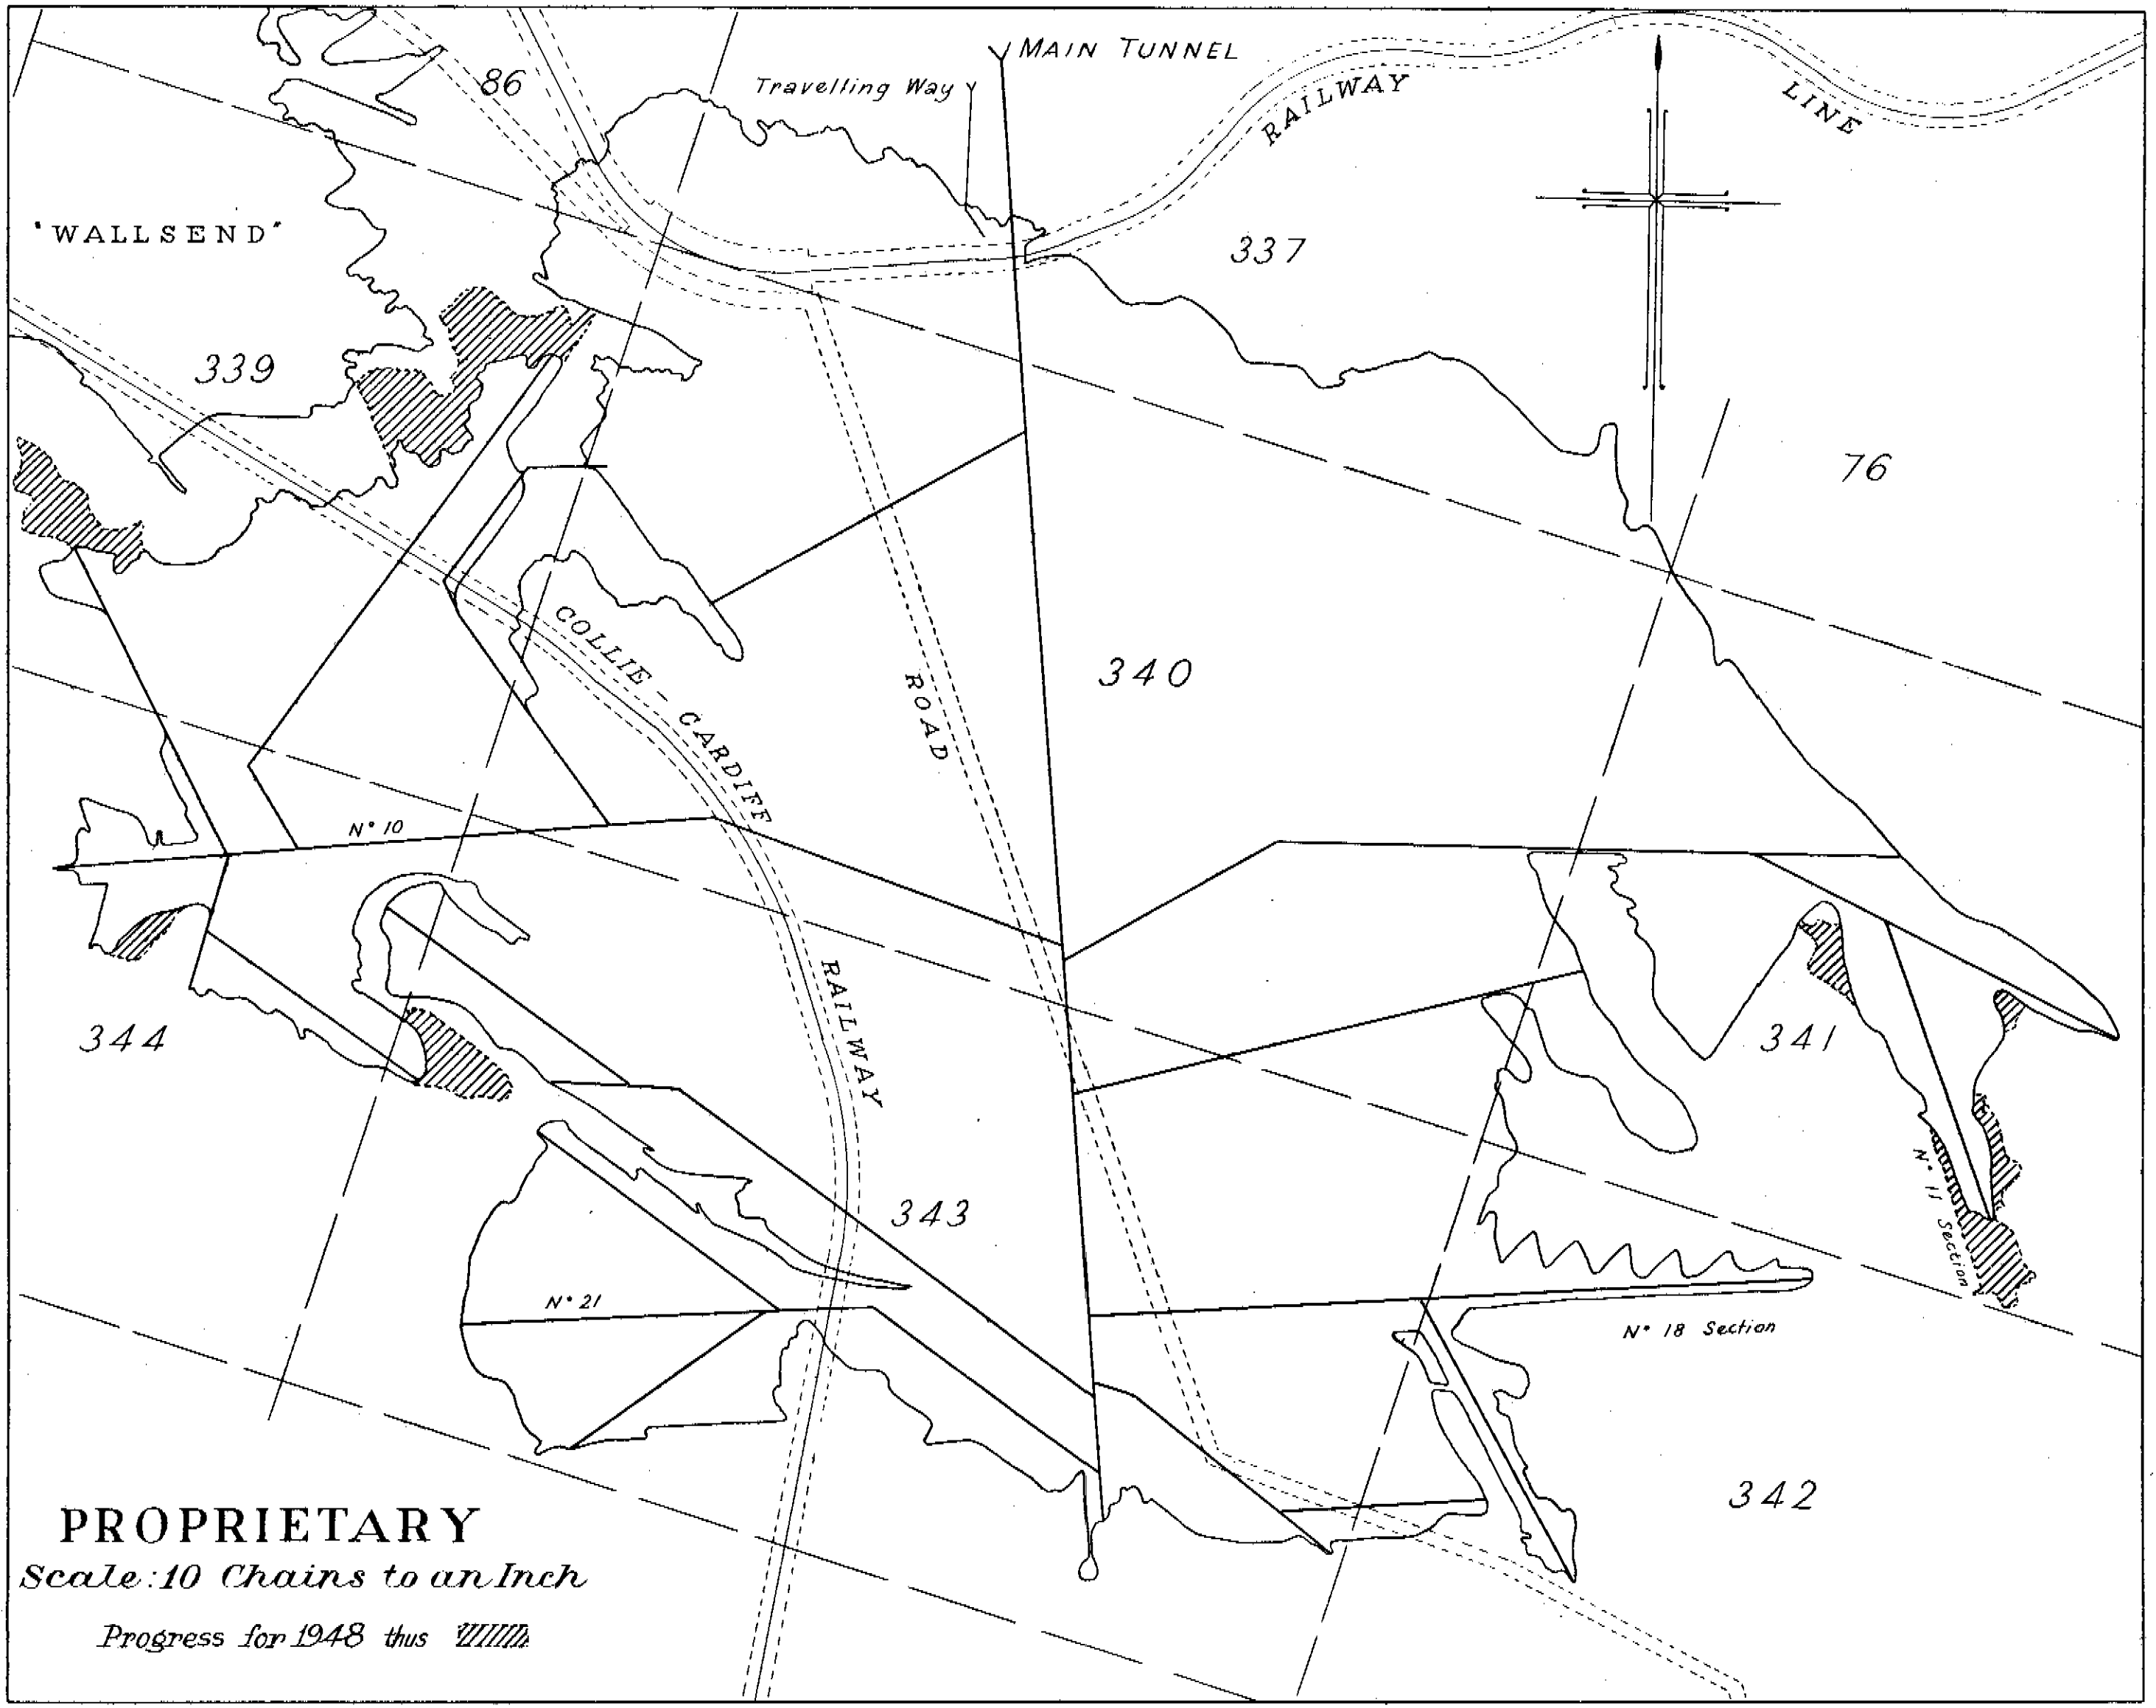 MAIN TUNNEL
86
Travelling Way
RAILWAY LINE
"WALLSEND"
337
339
76
COLLIE - CARDIFF RAILWAY
340
ROAD
N° 10
344
341
N° 11 Section
343
N° 21
N° 18 Section
342
PROPRIETARY
Scale: 10 Chains to an Inch
Progress for 1948 thus